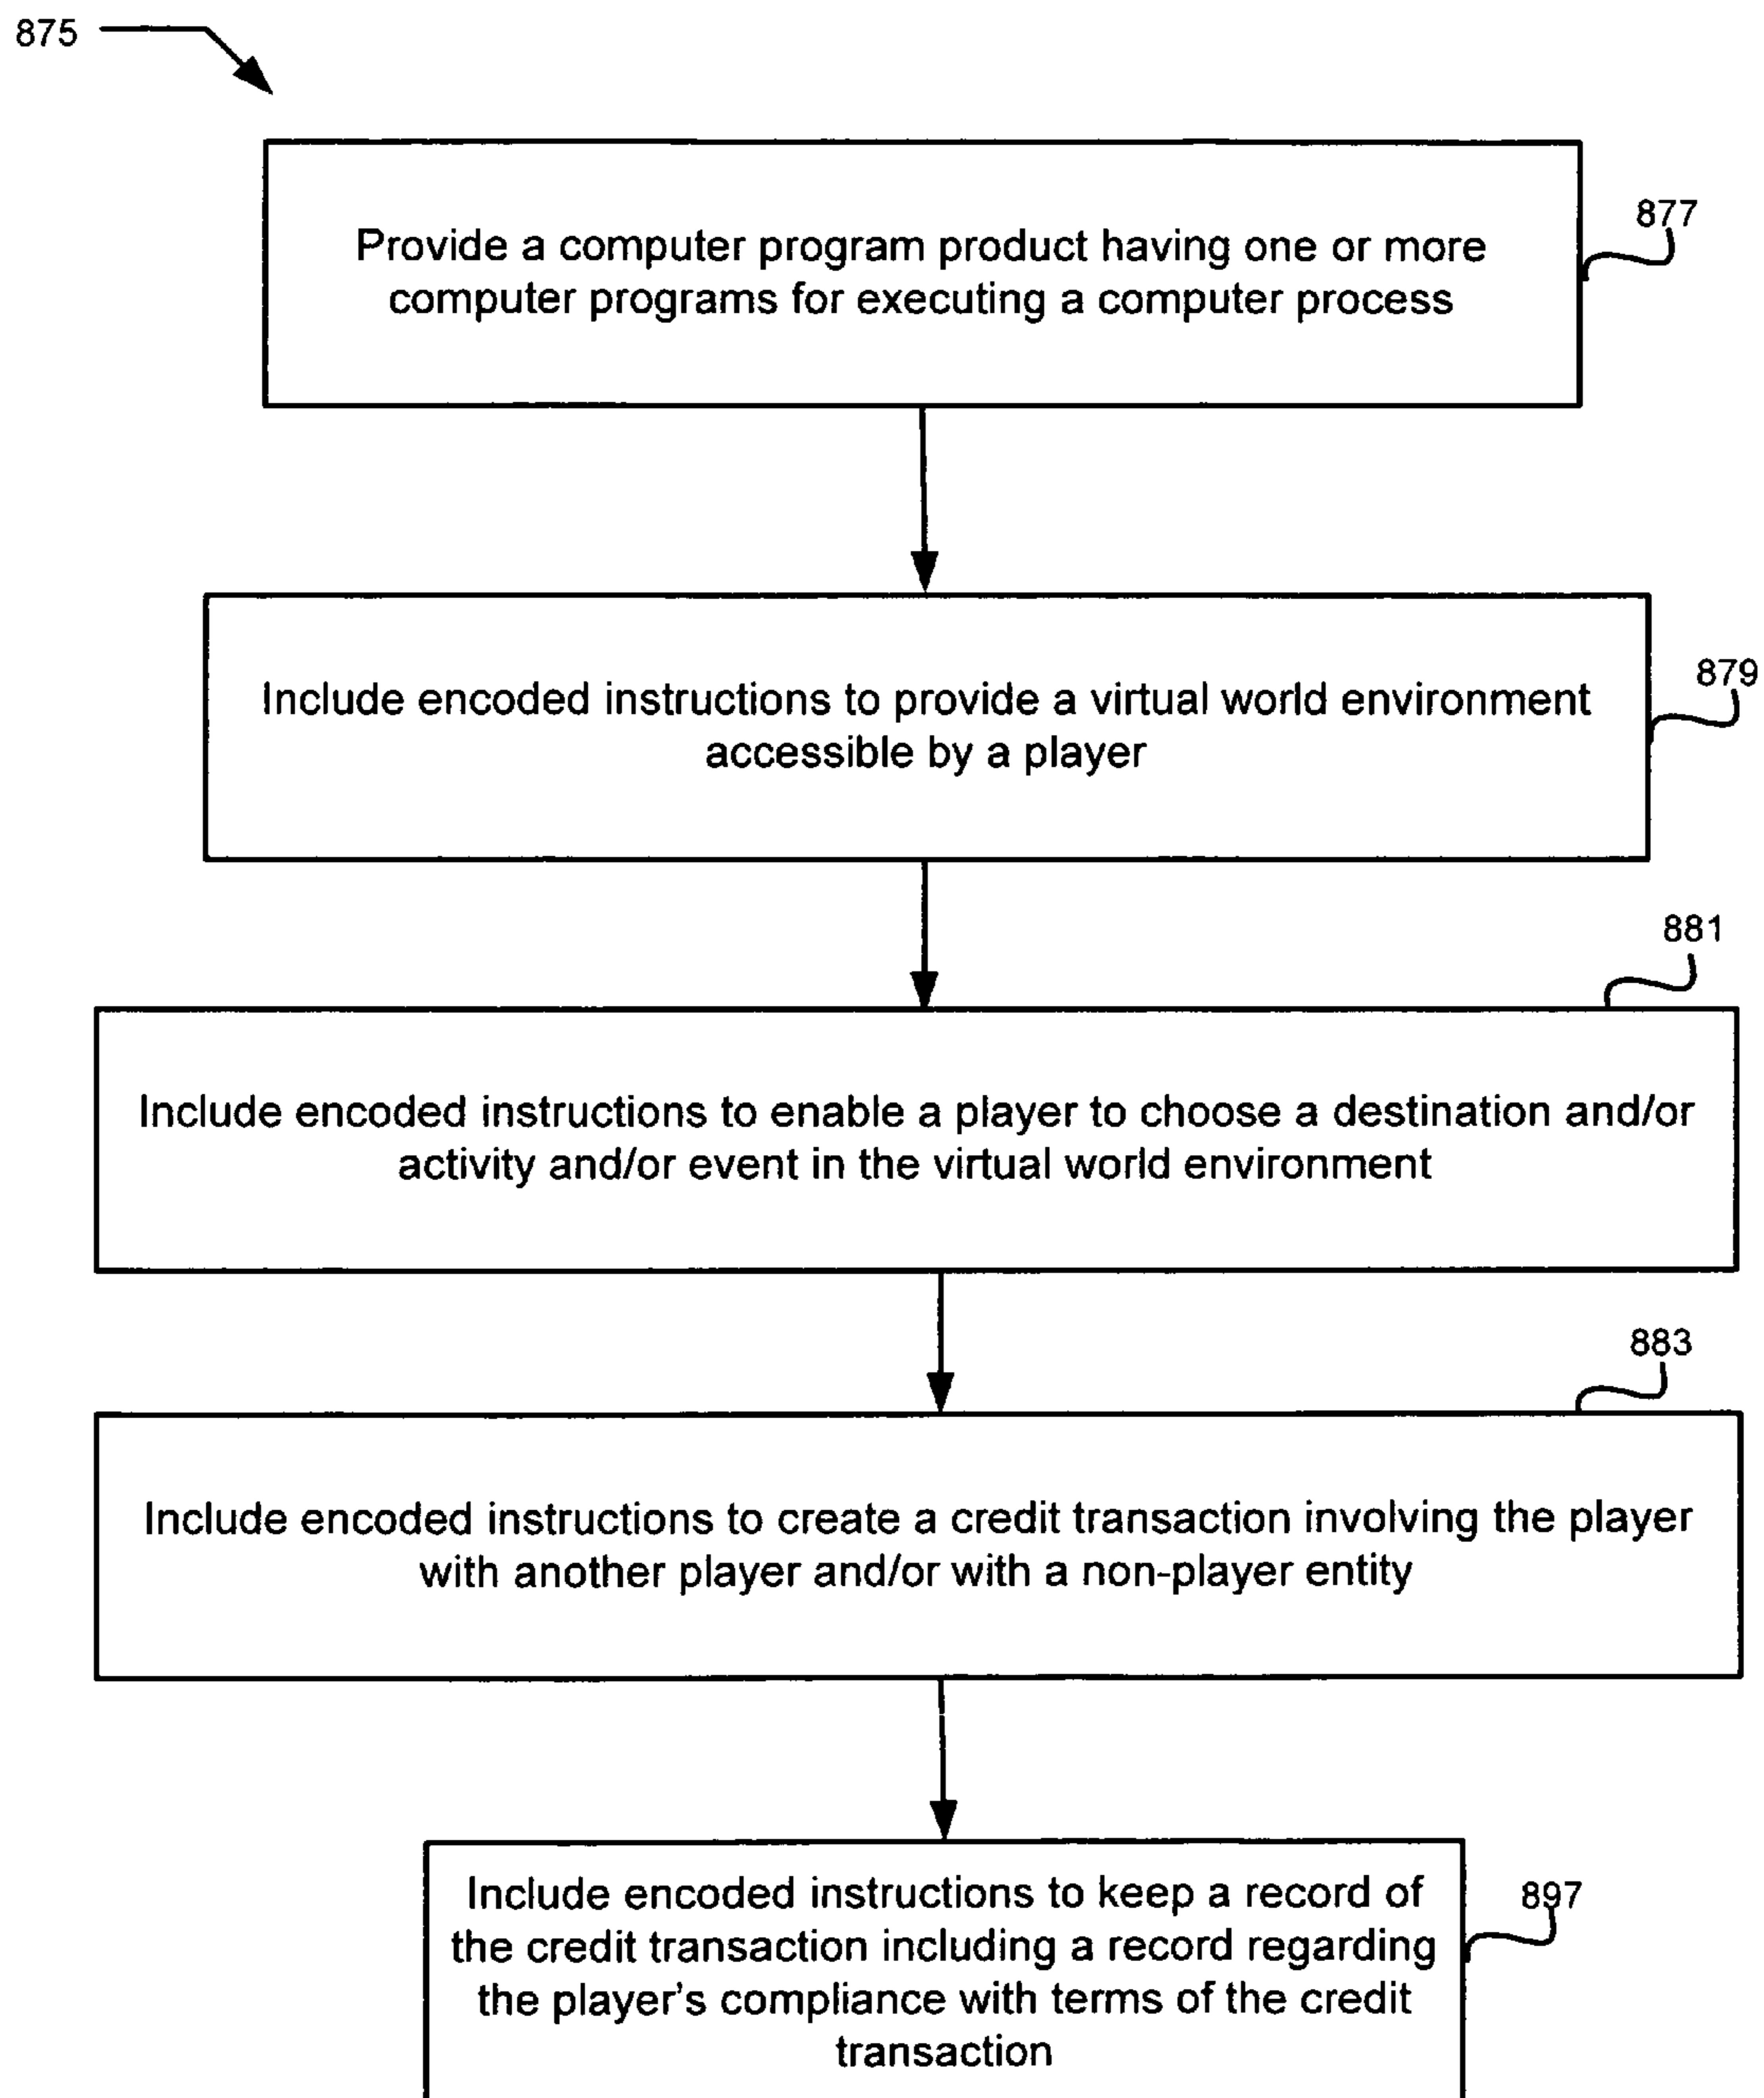 875
877
Provide a computer program product having one or more
computer programs for executing a computer process
879
Include encoded instructions to provide a virtual world environment
accessible by a player
881
Include encoded instructions to enable a player to choose a destination and/or
activity and/or event in the virtual world environment
883
Include encoded instructions to create a credit transaction involving the player
with another player and/or with a non-player entity
897
Include encoded instructions to keep a record of
the credit transaction including a record regarding
the player's compliance with terms of the credit
transaction